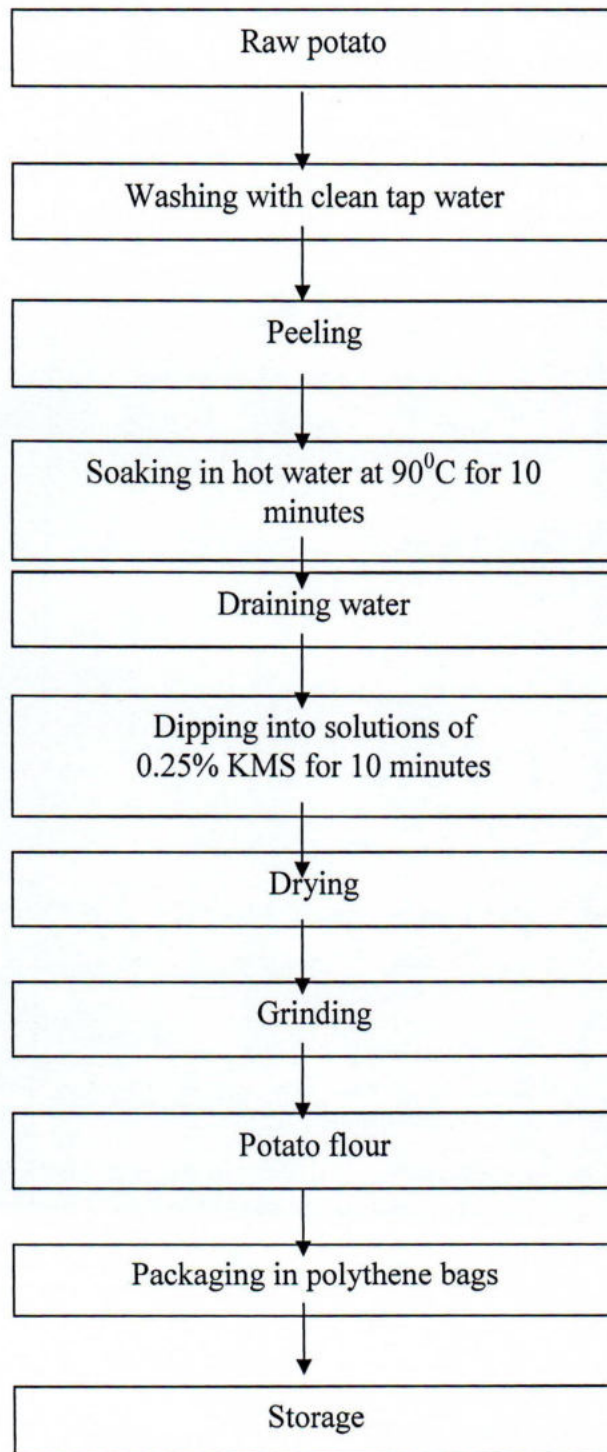 Raw potato
Washing with clean tap water
Peeling
Soaking in hot water at 90⁰C for 10
minutes
Draining water
Dipping into solutions of
0.25% KMS for 10 minutes
Drying
Grinding
Potato flour
Packaging in polythene bags
Storage